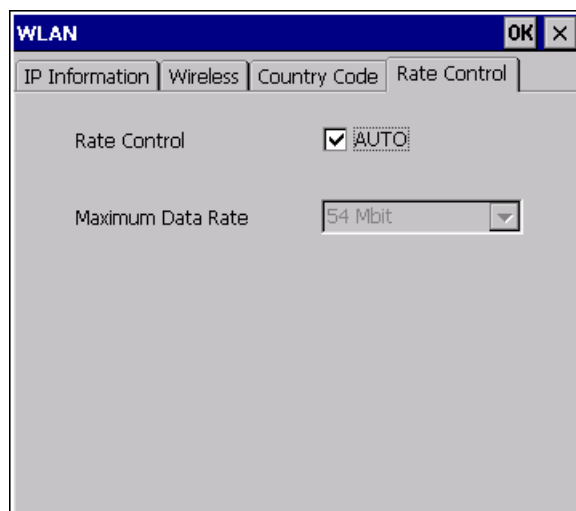 WLAN OK ×
IP Information Wireless Country Code Rate Control
Rate Control AUTO
Maximum Data Rate 54 Mbit